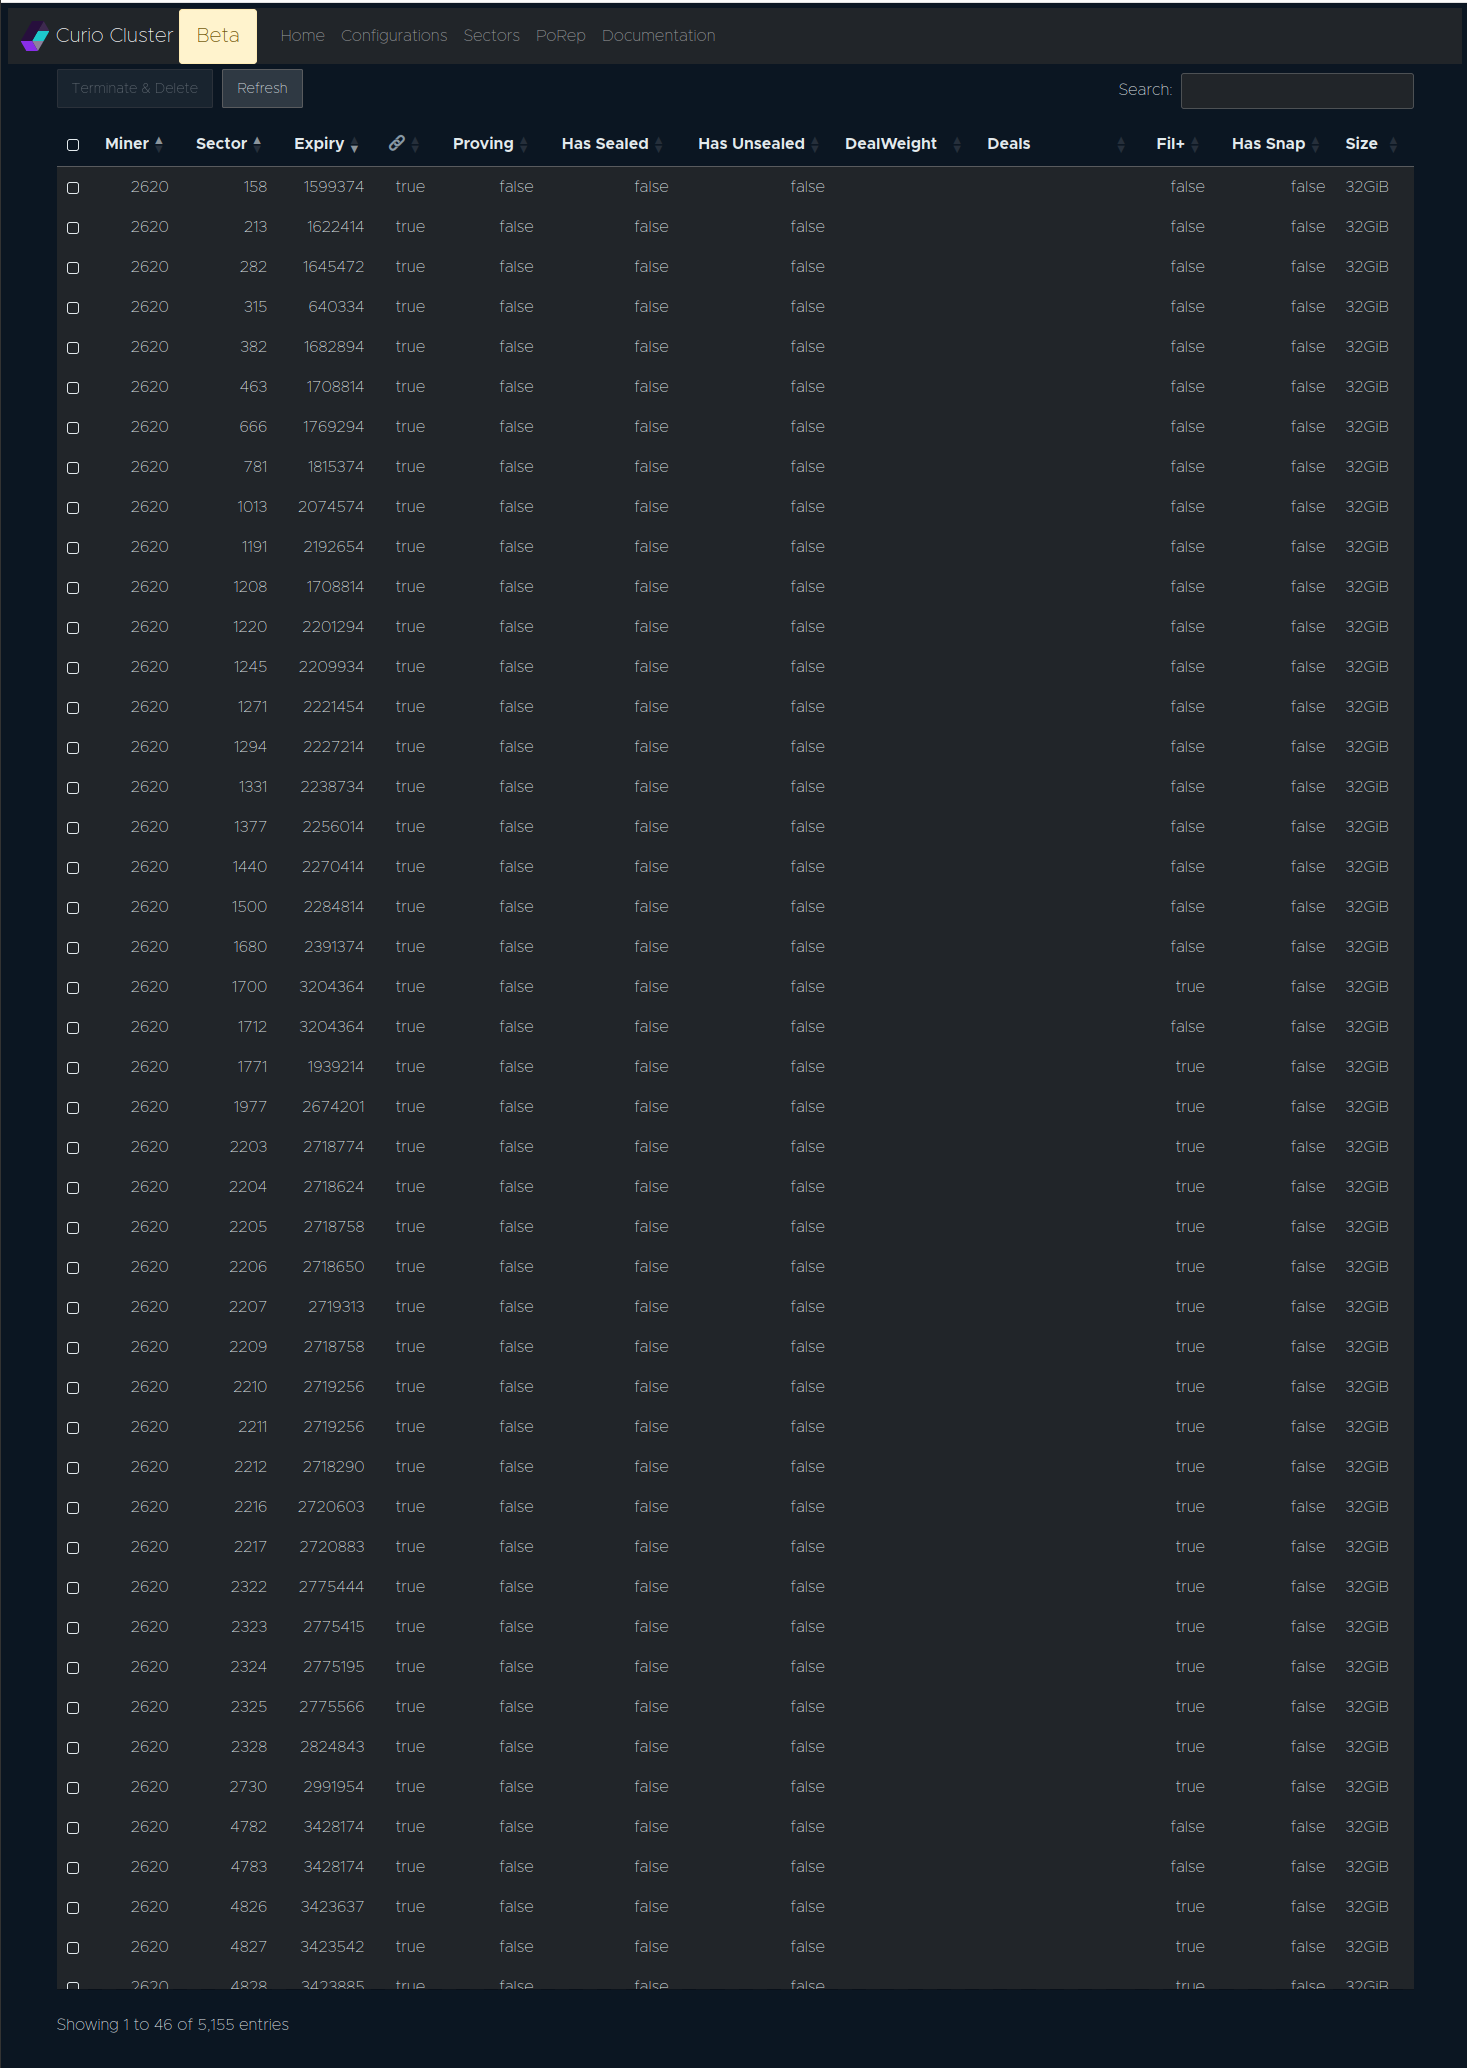 Curio Cluster Beta Home Configurations Sectors PoRep Documentation
Terminate & Delete Refresh Search:
Miner Sector Expiry 🔗 Proving Has Sealed Has Unsealed DealWeight Deals Fil+ Has Snap Size
2620 158 1599374 true false false false false false 32GiB
2620 213 1622414 true false false false false false 32GiB
2620 282 1645472 true false false false false false 32GiB
2620 315 640334 true false false false false false 32GiB
2620 382 1682894 true false false false false false 32GiB
2620 463 1708814 true false false false false false 32GiB
2620 666 1769294 true false false false false false 32GiB
2620 781 1815374 true false false false false false 32GiB
2620 1013 2074574 true false false false false false 32GiB
2620 1191 2192654 true false false false false false 32GiB
2620 1208 1708814 true false false false false false 32GiB
2620 1220 2201294 true false false false false false 32GiB
2620 1245 2209934 true false false false false false 32GiB
2620 1271 2221454 true false false false false false 32GiB
2620 1294 2227214 true false false false false false 32GiB
2620 1331 2238734 true false false false false false 32GiB
2620 1377 2256014 true false false false false false 32GiB
2620 1440 2270414 true false false false false false 32GiB
2620 1500 2284814 true false false false false false 32GiB
2620 1680 2391374 true false false false false false 32GiB
2620 1700 3204364 true false false false true false 32GiB
2620 1712 3204364 true false false false false false 32GiB
2620 1771 1939214 true false false false true false 32GiB
2620 1977 2674201 true false false false true false 32GiB
2620 2203 2718774 true false false false true false 32GiB
2620 2204 2718624 true false false false true false 32GiB
2620 2205 2718758 true false false false true false 32GiB
2620 2206 2718650 true false false false true false 32GiB
2620 2207 2719313 true false false false true false 32GiB
2620 2209 2718758 true false false false true false 32GiB
2620 2210 2719256 true false false false true false 32GiB
2620 2211 2719256 true false false false true false 32GiB
2620 2212 2718290 true false false false true false 32GiB
2620 2216 2720603 true false false false true false 32GiB
2620 2217 2720883 true false false false true false 32GiB
2620 2322 2775444 true false false false true false 32GiB
2620 2323 2775415 true false false false true false 32GiB
2620 2324 2775195 true false false false true false 32GiB
2620 2325 2775566 true false false false true false 32GiB
2620 2328 2824843 true false false false true false 32GiB
2620 2730 2991954 true false false false true false 32GiB
2620 4782 3428174 true false false false false false 32GiB
2620 4783 3428174 true false false false false false 32GiB
2620 4826 3423637 true false false false true false 32GiB
2620 4827 3423542 true false false false true false 32GiB
2620 4828 3423885 true false false false true false 32GiB
Showing 1 to 46 of 5,155 entries